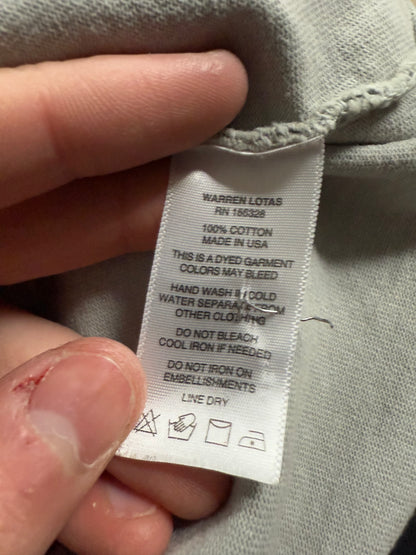 WARREN LOTAS
RN 156328
100% COTTON
MADE IN USA
THIS IS A DYED GARMENT
COLORS MAY BLEED
HAND WASH IN COLD
WATER SEPARATE FROM
OTHER CLOTHING
DO NOT BLEACH
COOL IRON IF NEEDED
DO NOT IRON ON
EMBELLISHMENTS
LINE DRY